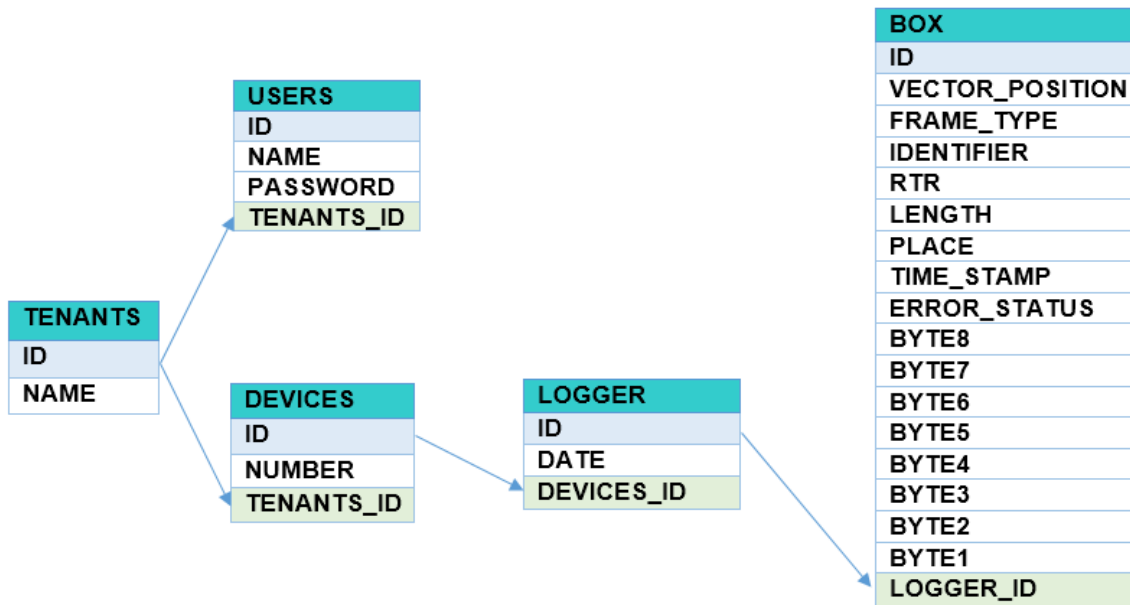 TENANTS
ID
NAME
USERS
ID
NAME
PASSWORD
TENANTS_ID
DEVICES
ID
NUMBER
TENANTS_ID
LOGGER
ID
DATE
DEVICES_ID
BOX
ID
VECTOR_POSITION
FRAME_TYPE
IDENTIFIER
RTR
LENGTH
PLACE
TIME_STAMP
ERROR_STATUS
BYTE8
BYTE7
BYTE6
BYTE5
BYTE4
BYTE3
BYTE2
BYTE1
LOGGER_ID